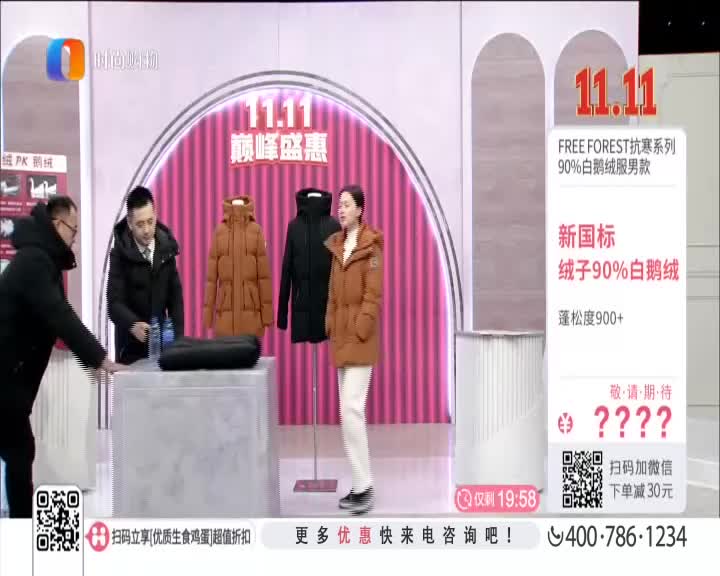 时尚购物
11.11
巅峰盛惠
绒 PK 鹅绒
11.11
FREE FOREST抗寒系列
90%白鹅绒服男款
新国标
绒子90%白鹅绒
蓬松度900+
敬·请·期·待
¥ ????
扫码加微信
下单减30元
仅剩 19:58
扫码立享[优质生食鸡蛋]超值折扣
更多优惠快来电咨询吧!
400·786·1234